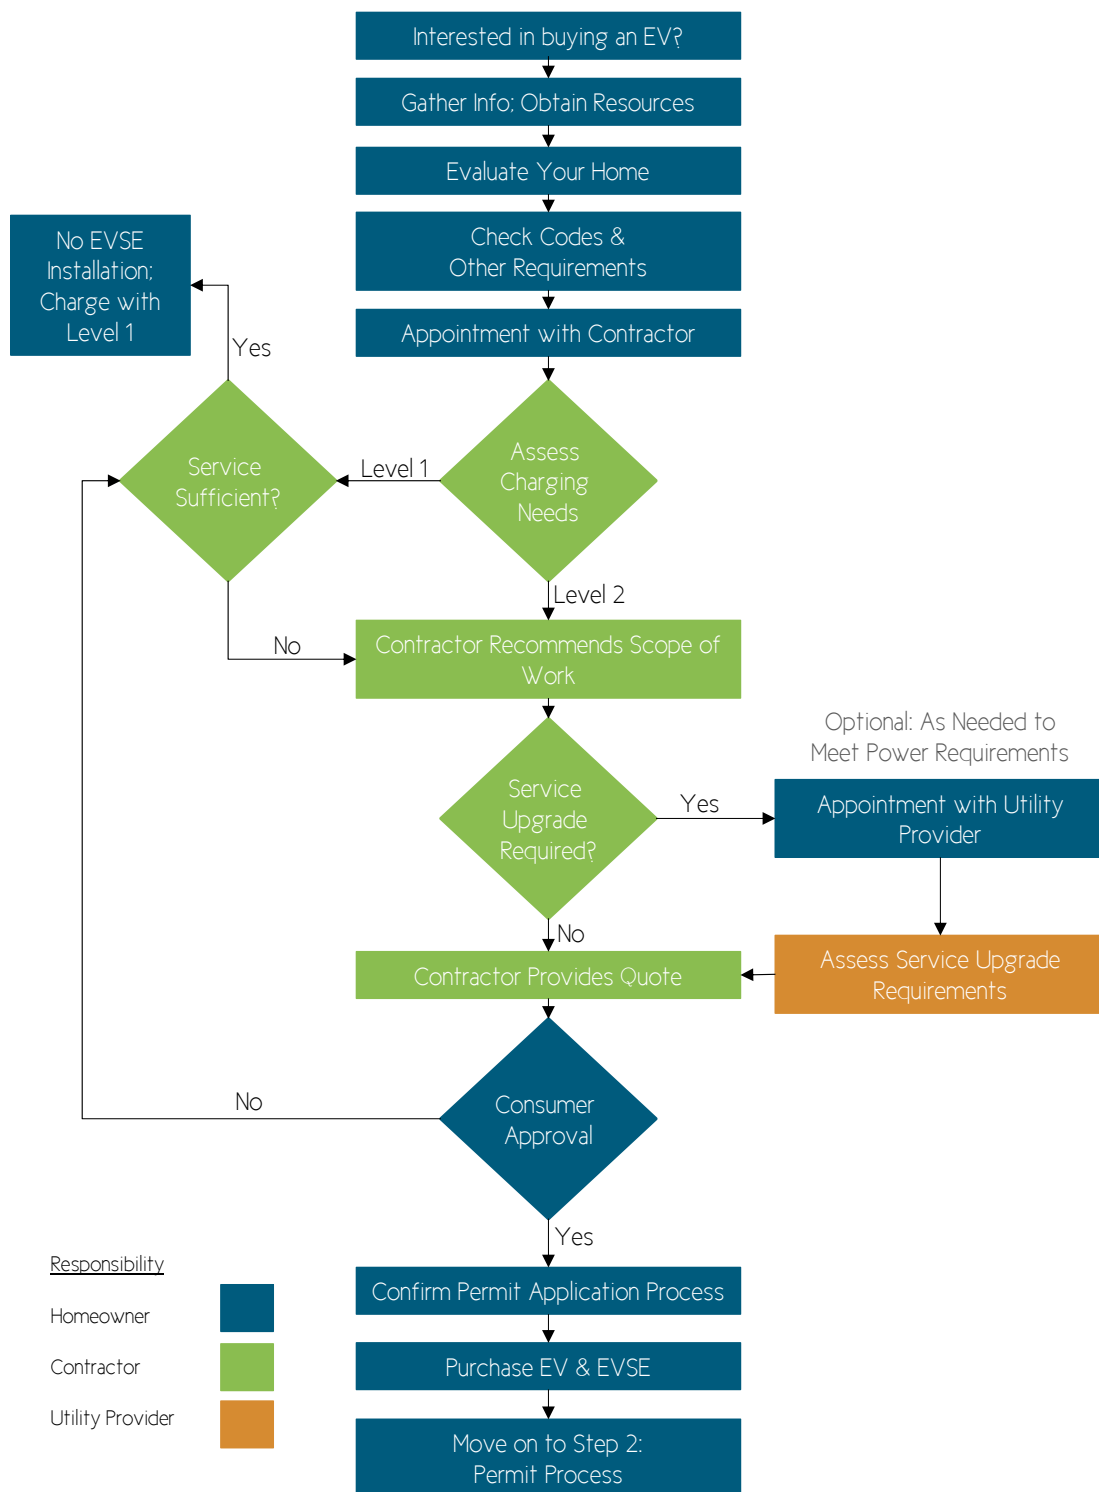 Interested in buying an EV?
Gather Info; Obtain Resources
Evaluate Your Home
Check Codes &
Other Requirements
No EVSE
Installation;
Charge with
Level 1
Appointment with Contractor
Yes
Assess
Charging
Needs
Level 1
Service
Sufficient?
Level 2
No
Contractor Recommends Scope of
Work
Optional: As Needed to
Meet Power Requirements
Service
Upgrade
Required?
Yes
Appointment with Utility
Provider
No
Contractor Provides Quote
Assess Service Upgrade
Requirements
No
Consumer
Approval
Yes
Confirm Permit Application Process
Purchase EV & EVSE
Move on to Step 2:
Permit Process
Responsibility
Homeowner
Contractor
Utility Provider